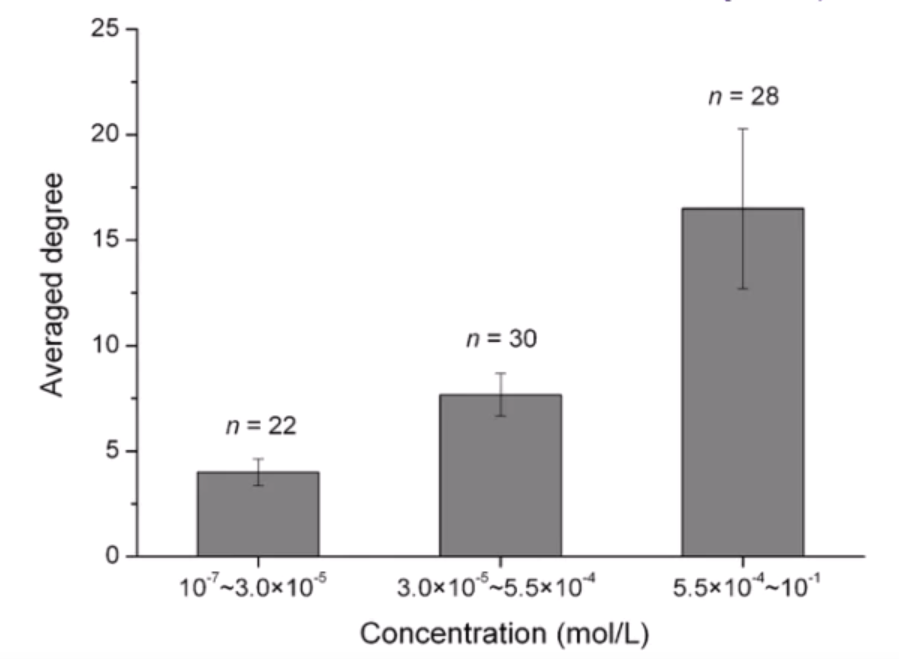 25
n = 28
20
Averaged degree
15
n = 30
10
n = 22
5
0
10⁻⁷~3.0×10⁻⁵ 3.0×10⁻⁵~5.5×10⁻⁴ 5.5×10⁻⁴~10⁻¹
Concentration (mol/L)